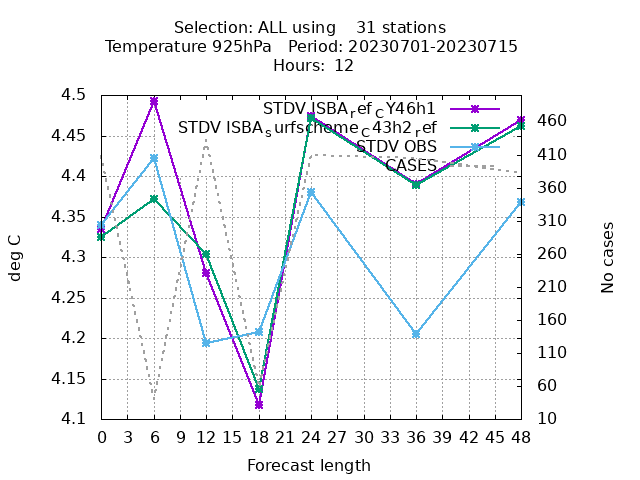 Selection: ALL using    31 stations
Temperature 925hPa   Period: 20230701-20230715
Hours:  12
4.5
4.45
4.4
4.35
4.3
4.25
4.2
4.15
4.1
deg C
STDV ISBA_ref_CY46h1
STDV ISBA_surfscheme_c43h2_ref
STDV OBS
CASES
460
410
360
310
260
210
160
110
60
10
No cases
0 3 6 9 12 15 18 21 24 27 30 33 36 39 42 45 48
Forecast length